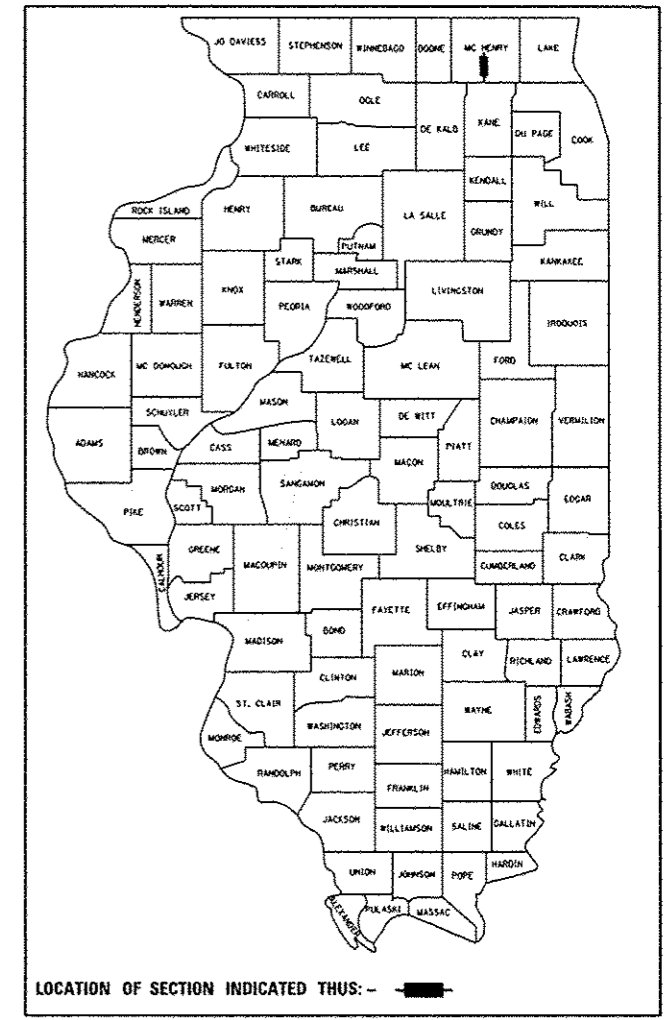 JO DAVIESS STEPHENSON WINNEBAGO BOONE MC HENRY LAKE
CARROLL OGLE DE KALB KANE DU PAGE COOK
WHITESIDE LEE KENDALL WILL
ROCK ISLAND HENRY BUREAU LA SALLE GRUNDY
MERCER PUTNAM KANKAKEE
STARK MARSHALL
HENDERSON WARREN KNOX PEORIA WOODFORD LIVINGSTON IROQUOIS
HANCOCK MC DONOUGH FULTON TAZEWELL MC LEAN FORD
SCHUYLER MASON LOGAN DE WITT CHAMPAION VERMILION
ADAMS BROWN CASS MENARD MACON PIATT
PIKE SCOTT MORGAN SANGAMON CHRISTIAN MOULTRIE DOUGLAS EDGAR
COLES
CALHOUN GREENE MACOUPIN MONTGOMERY SHELBY CUMBERLAND CLARK
JERSEY FAYETTE EFFINGHAM JASPER CRAWFORD
MADISON BOND CLAY RICHLAND LAWRENCE
CLINTON MARION
ST. CLAIR WAYNE EDWARDS WABASH
MONROE WASHINGTON JEFFERSON
RANDOLPH PERRY HAMILTON WHITE
FRANKLIN
JACKSON WILLIAMSON SALINE GALLATIN
UNION JOHNSON POPE HARDIN
ALEXANDER PULASKI MASSAC
LOCATION OF SECTION INDICATED THUS: -